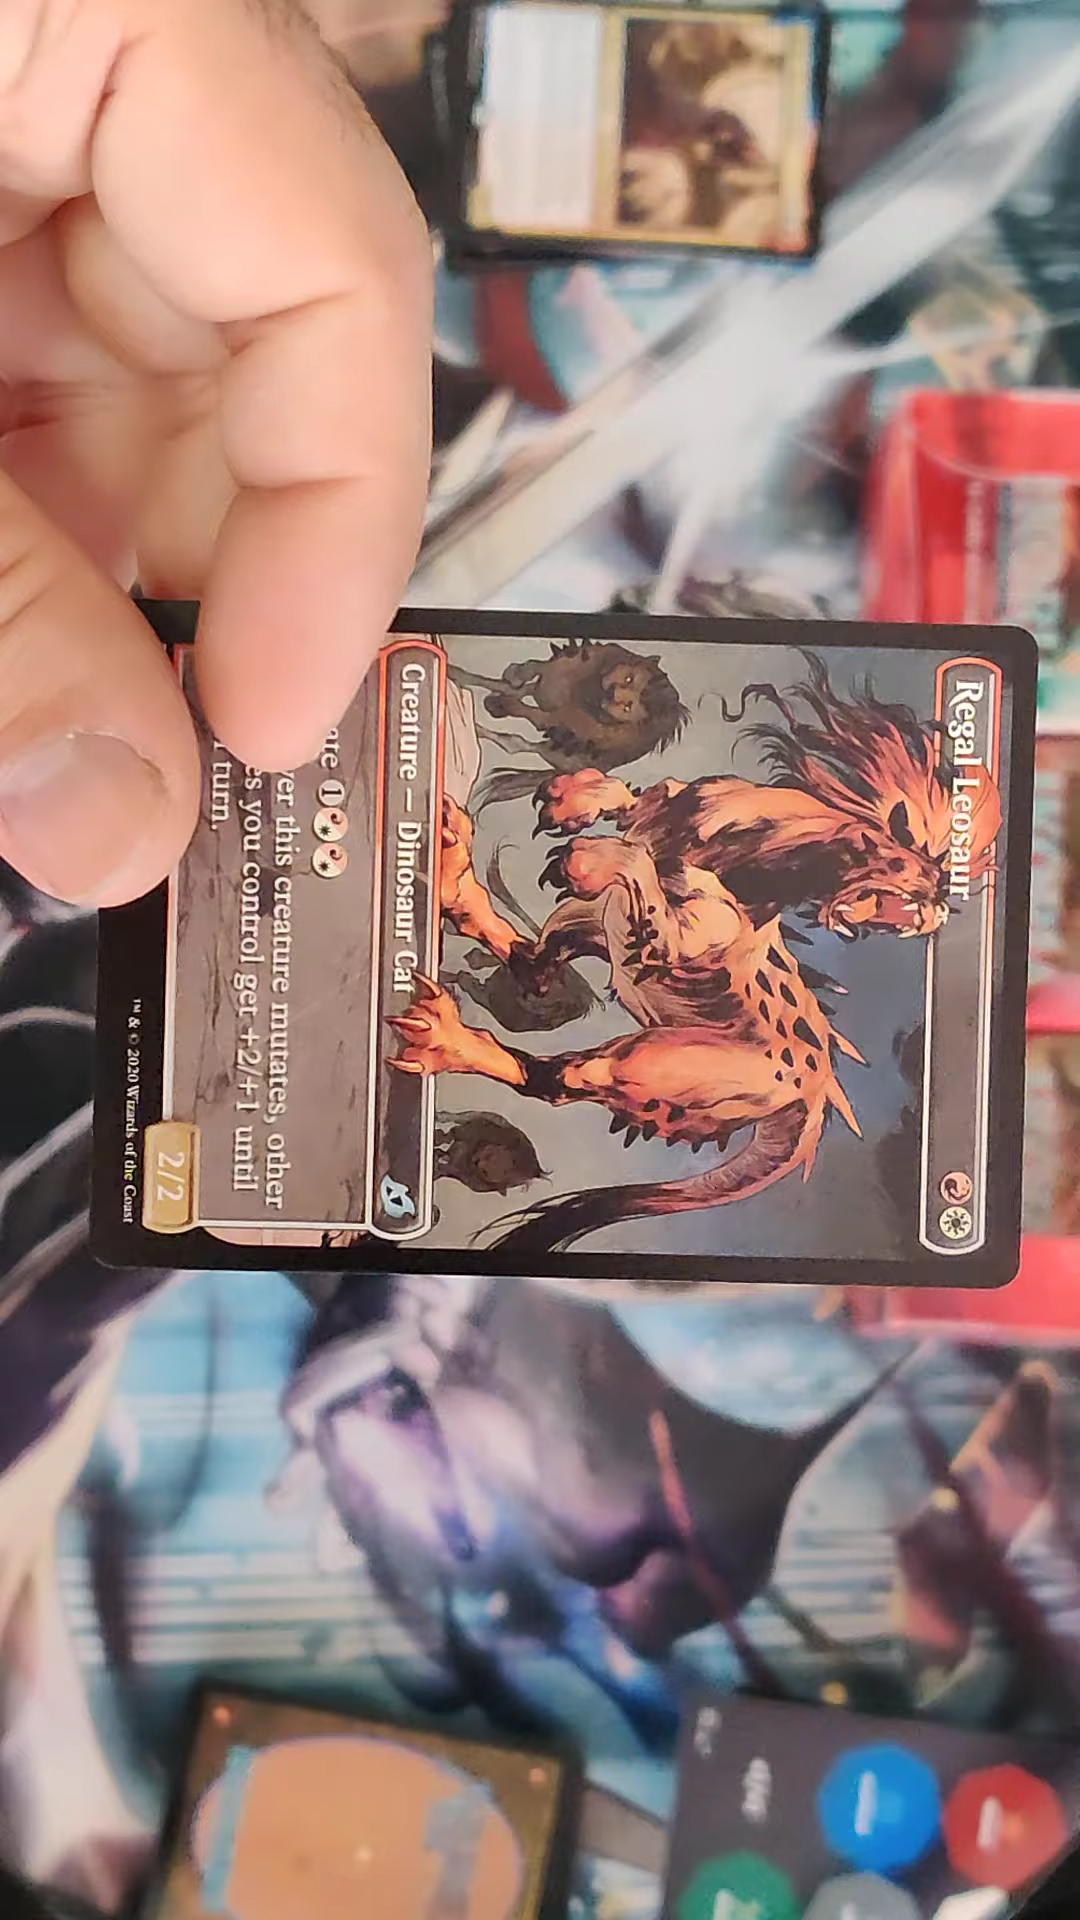 Regal Leosaur
Creature — Dinosaur Cat
ate 1
ver this creature mutates, other
es you control get +2/+1 until
turn.
2/2
™ & © 2020 Wizards of the Coast